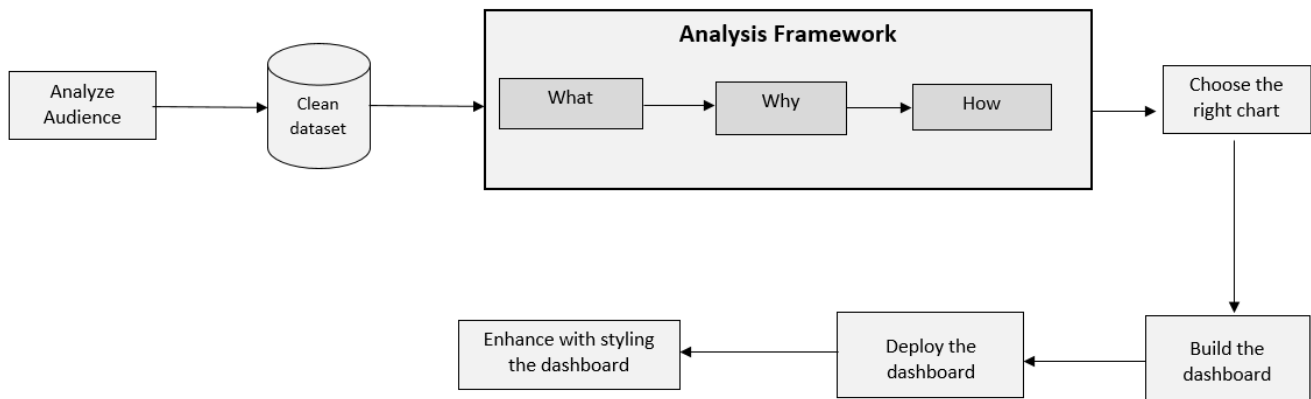 Analysis Framework
Analyze
Audience
Clean
dataset
What
Why
How
Choose the
right chart
Enhance with styling
the dashboard
Deploy the
dashboard
Build the
dashboard